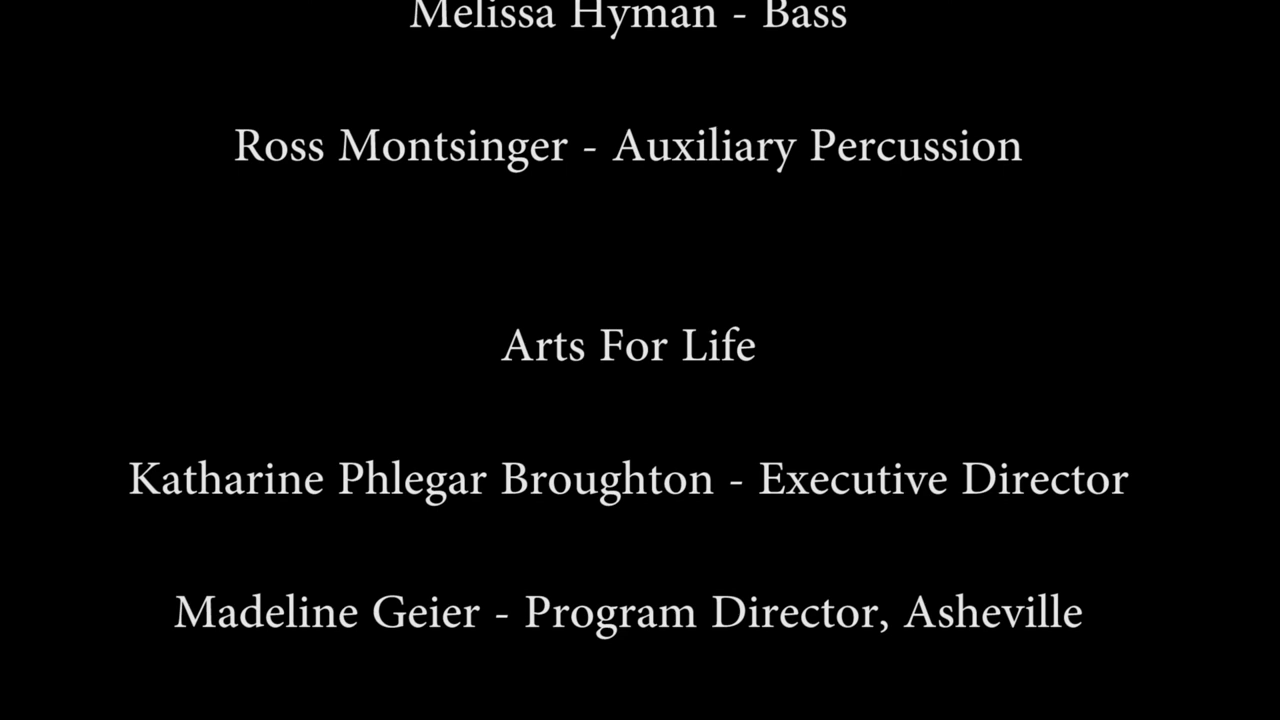 Melissa Hyman - Bass
Ross Montsinger - Auxiliary Percussion
Arts For Life
Katharine Phlegar Broughton - Executive Director
Madeline Geier - Program Director, Asheville